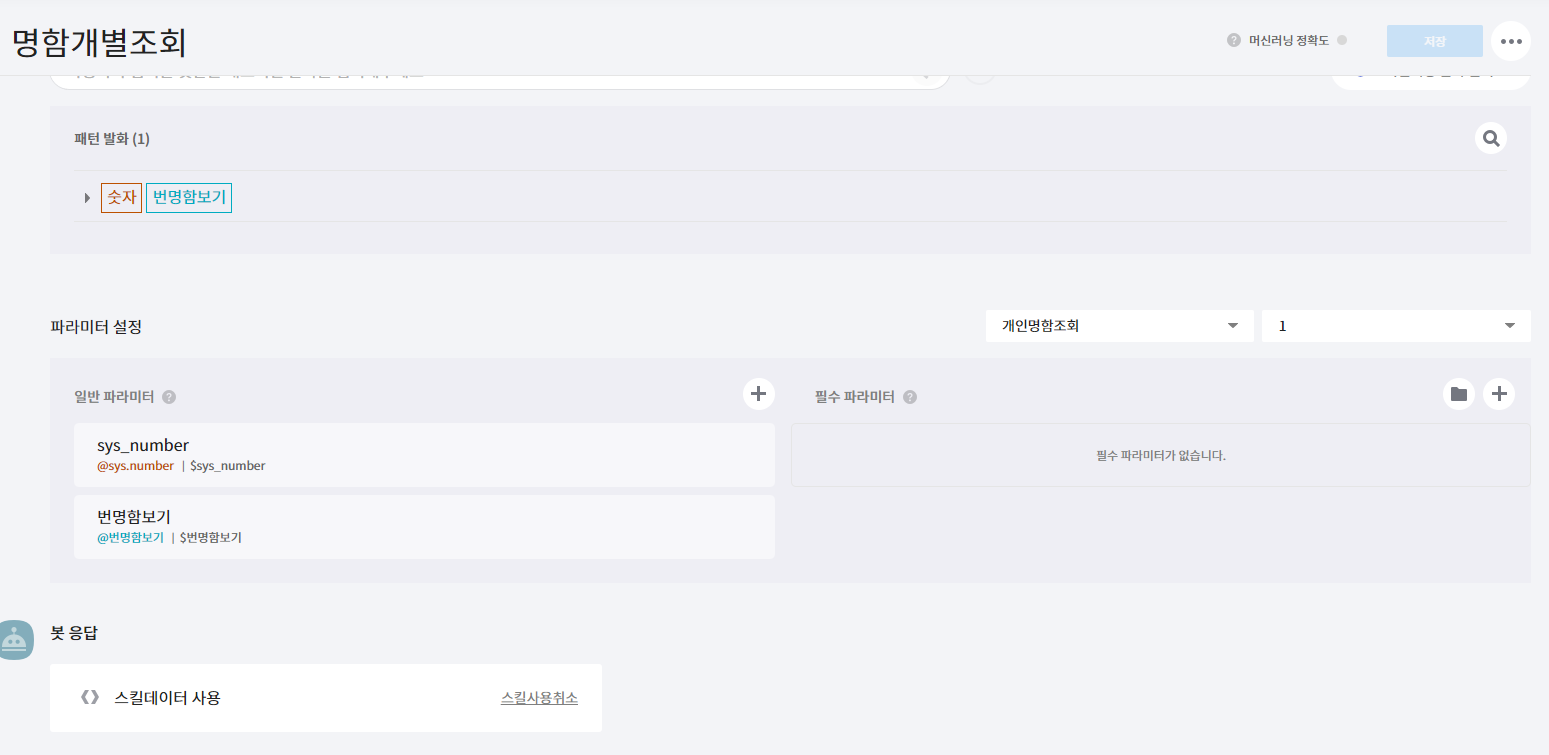 명함개별조회
머신러닝 정확도
저장
패턴 발화 (1)
숫자 번명함보기
파라미터 설정
개인명함조회
1
일반 파라미터
필수 파라미터
sys_number
@sys.number | $sys_number
필수 파라미터가 없습니다.
번명함보기
@번명함보기 | $번명함보기
봇 응답
스킬데이터 사용
스킬사용취소